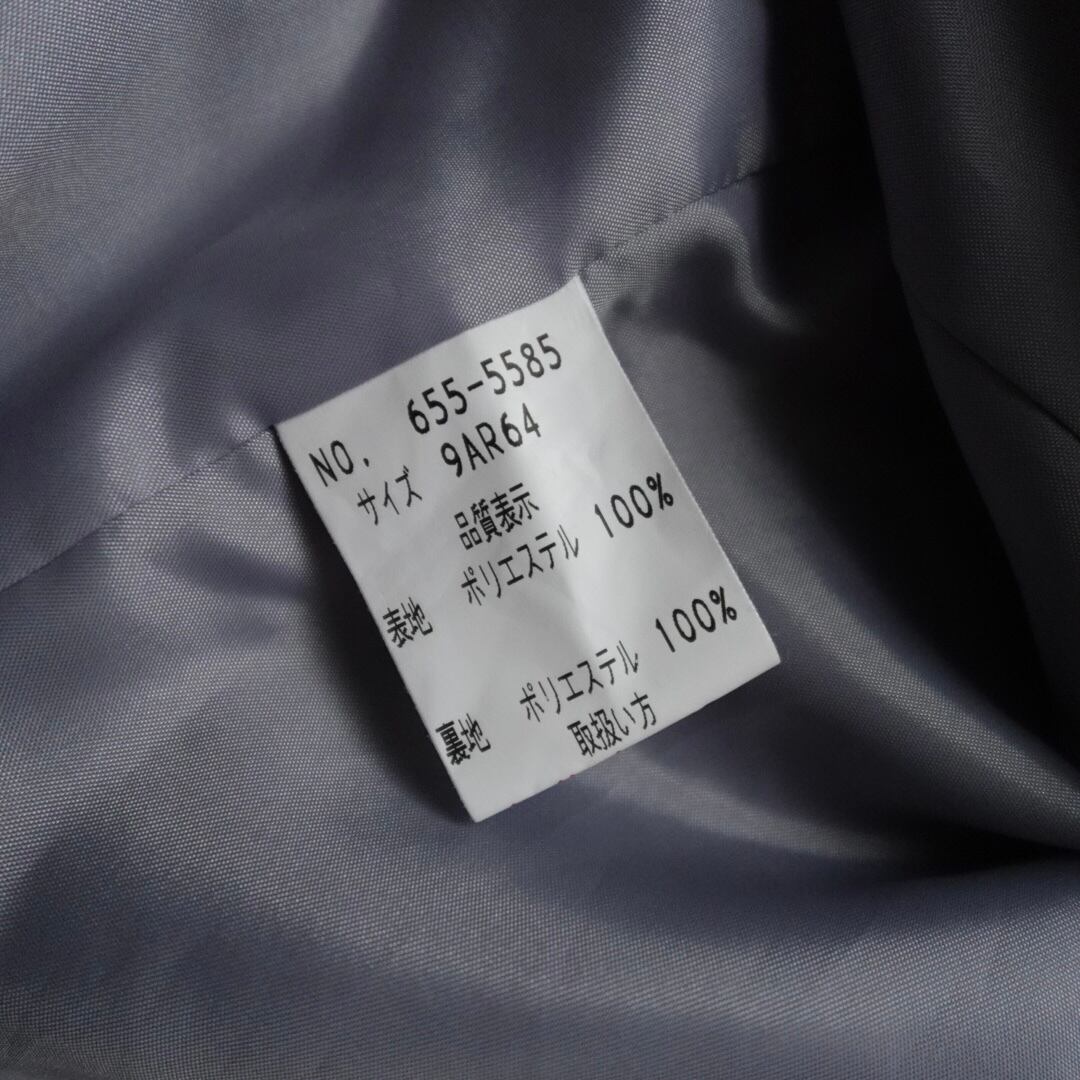 NO. 655-5585
サイズ 9AR64
品質表示
表地 ポリエステル 100%
裏地 ポリエステル 100%
取扱い方